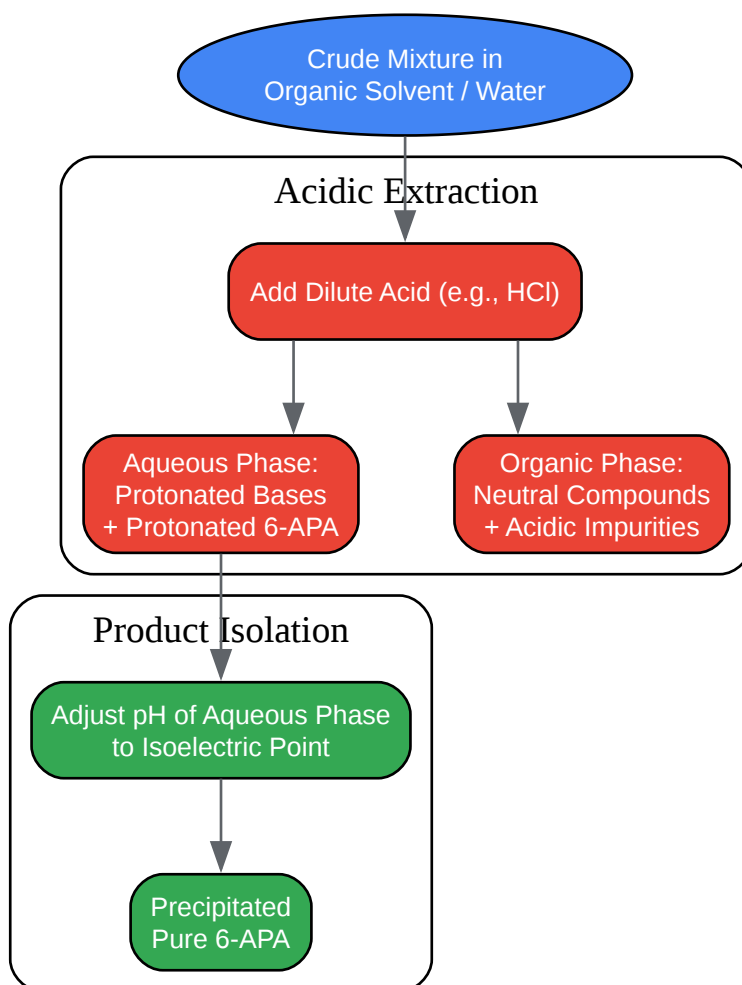 Crude Mixture in
Organic Solvent / Water
Acidic Extraction
Add Dilute Acid (e.g., HCl)
Aqueous Phase:
Protonated Bases
+ Protonated 6-APA
Organic Phase:
Neutral Compounds
+ Acidic Impurities
Product Isolation
Adjust pH of Aqueous Phase
to Isoelectric Point
Precipitated
Pure 6-APA